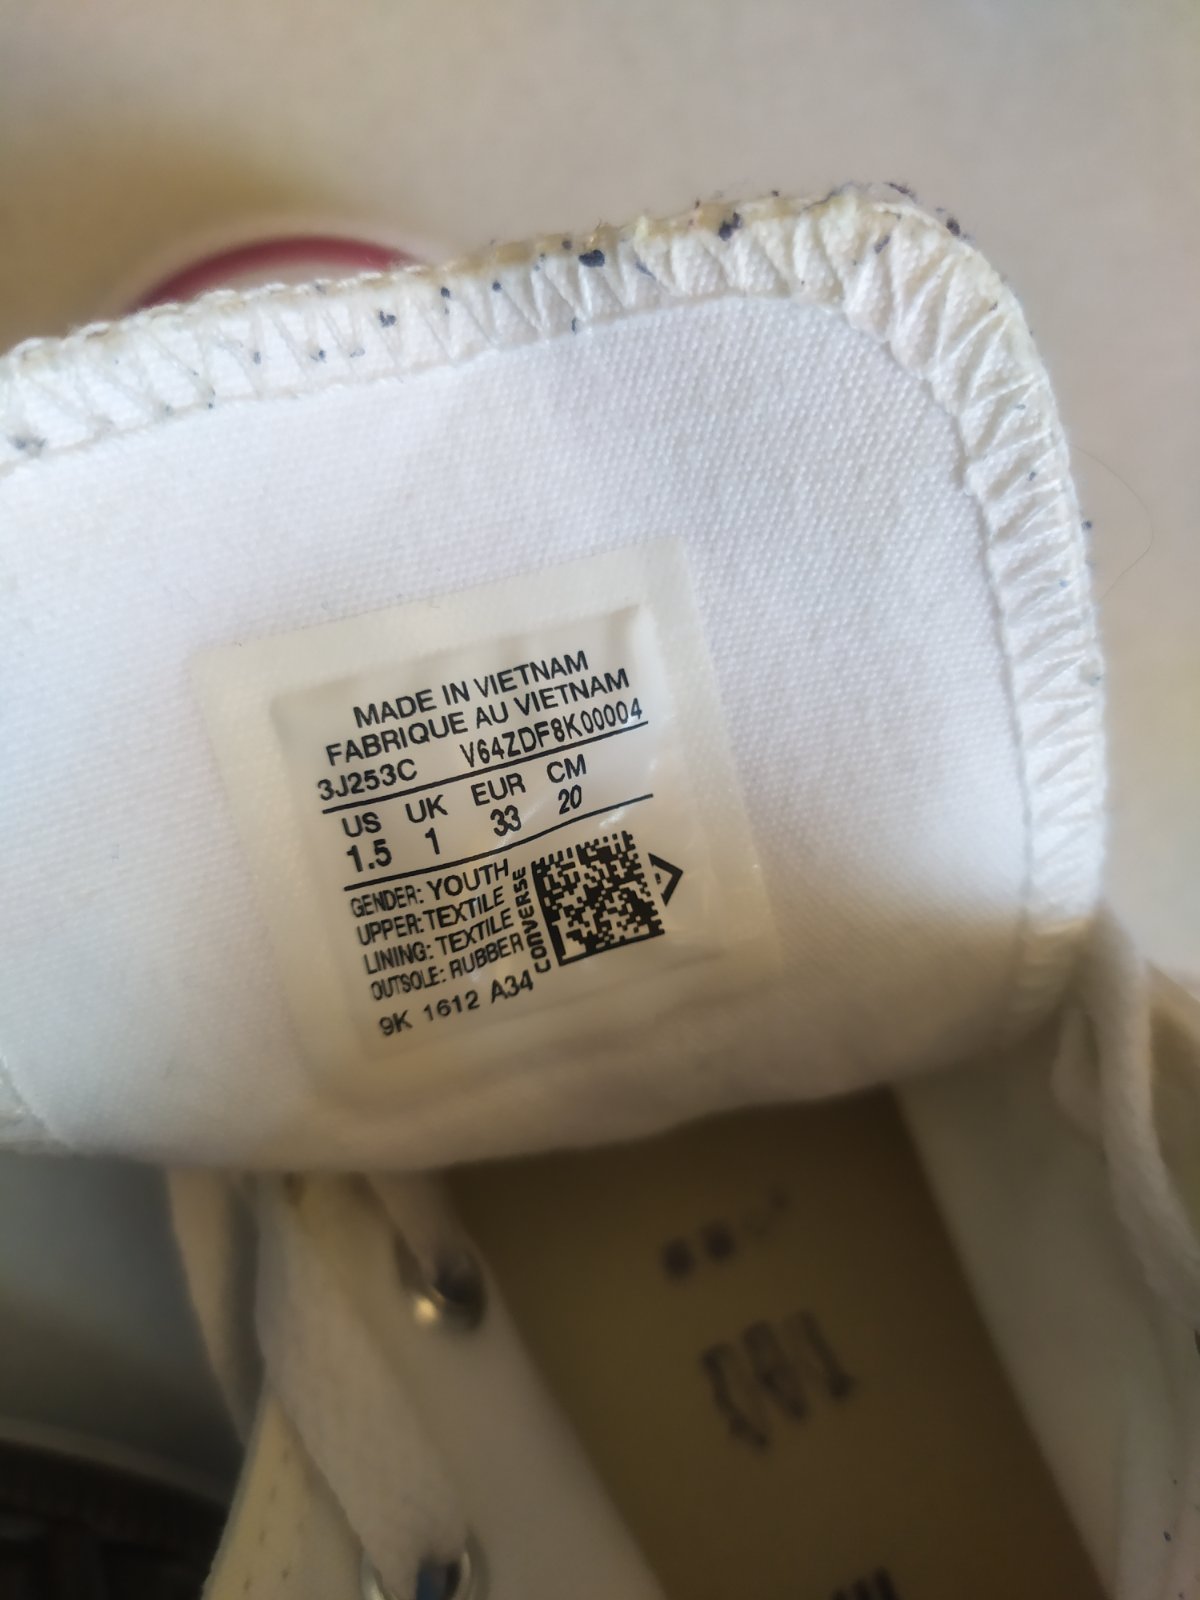 MADE IN VIETNAM
FABRIQUE AU VIETNAM
3J253C V64ZDF8K00004
US UK EUR CM
1.5 1 33 20
GENDER: YOUTH
UPPER: TEXTILE
LINING: TEXTILE
OUTSOLE: RUBBER
CONVERSE
9K 1612 A34